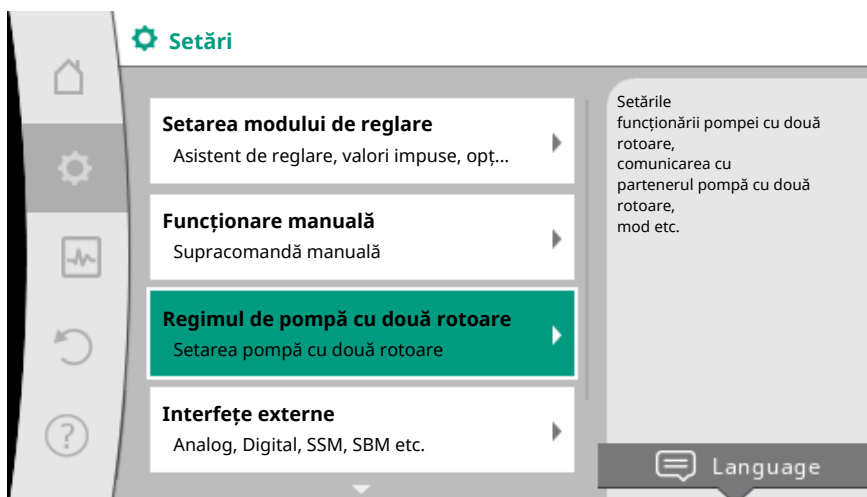 Setări
Setarea modului de reglare
Asistent de reglare, valori impuse, opț...
Funcționare manuală
Supracomandă manuală
Regimul de pompă cu două rotoare
Setarea pompă cu două rotoare
Interfețe externe
Analog, Digital, SSM, SBM etc.
Setările
funcționării pompei cu două
rotoare,
comunicarea cu
partenerul pompă cu două
rotoare,
mod etc.
Language